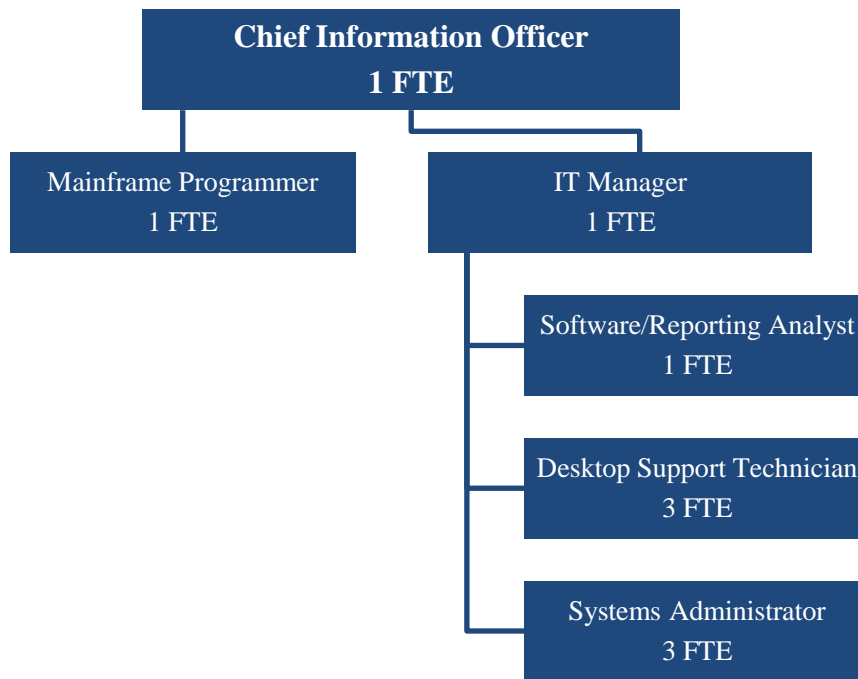 Chief Information Officer
1 FTE
Mainframe Programmer
1 FTE
IT Manager
1 FTE
Software/Reporting Analyst
1 FTE
Desktop Support Technician
3 FTE
Systems Administrator
3 FTE